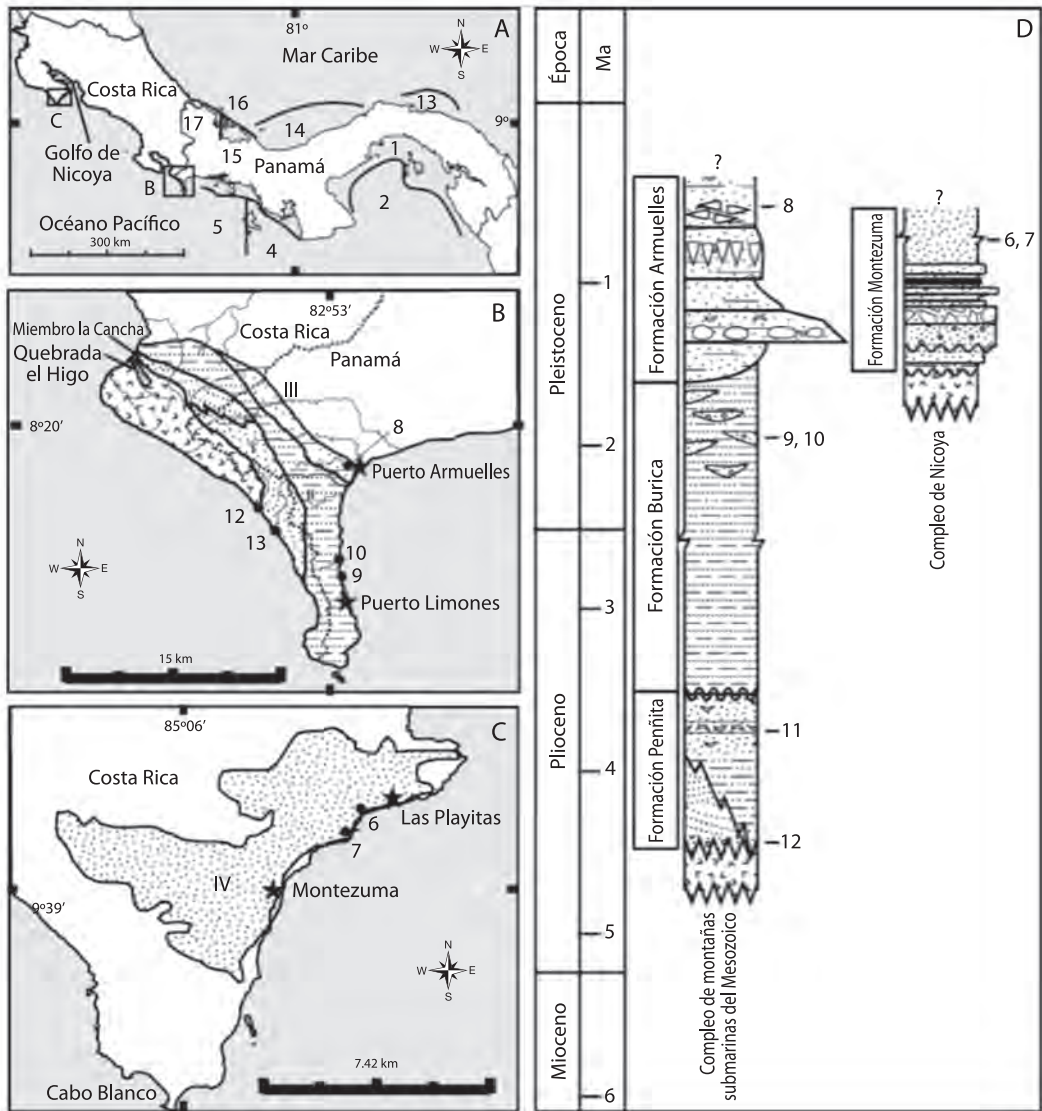 A
81º
Mar Caribe
N
W E
S
Costa Rica
16
13
9º
C
17
14
Golfo de
Nicoya
15
Panamá
1
B
2
Océano Pacífico
5
300 km
4
B
82º53′
Miembro la Cancha
Costa Rica
Quebrada
el Higo
Panamá
III
8º20′
8
Puerto Armuelles
II
12
13
N
W E
S
10
9
Puerto Limones
15 km
C
85º06′
Costa Rica
6
Las Playitas
7
IV
Montezuma
9º39′
N
W E
S
7.42 km
Cabo Blanco
D
Época
Ma
Pleistoceno
Plioceno
Mioceno
1
2
3
4
5
6
Formación Armuelles
Formación Burica
Formación Penñita
?
8
9, 10
11
12
Compleo de montañas
submarinas del Mesozoico
Formación Montezuma
?
6, 7
Compleo de Nicoya